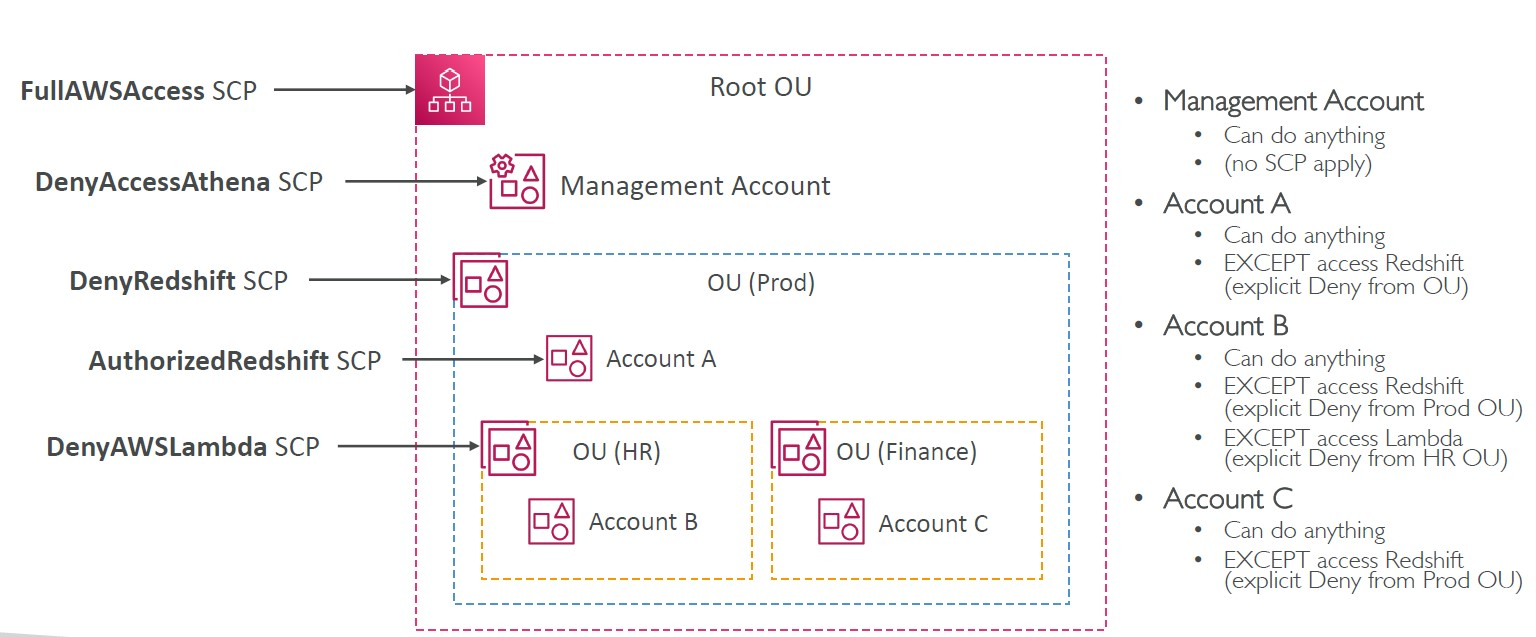 FullAWSAccess SCP
Root OU
DenyAccessAthena SCP
Management Account
DenyRedshift SCP
OU (Prod)
AuthorizedRedshift SCP
Account A
DenyAWSLambda SCP
OU (HR)
OU (Finance)
Account B
Account C
• Management Account
• Can do anything
• (no SCP apply)
• Account A
• Can do anything
• EXCEPT access Redshift
(explicit Deny from OU)
• Account B
• Can do anything
• EXCEPT access Redshift
(explicit Deny from Prod OU)
• EXCEPT access Lambda
(explicit Deny from HR OU)
• Account C
• Can do anything
• EXCEPT access Redshift
(explicit Deny from Prod OU)